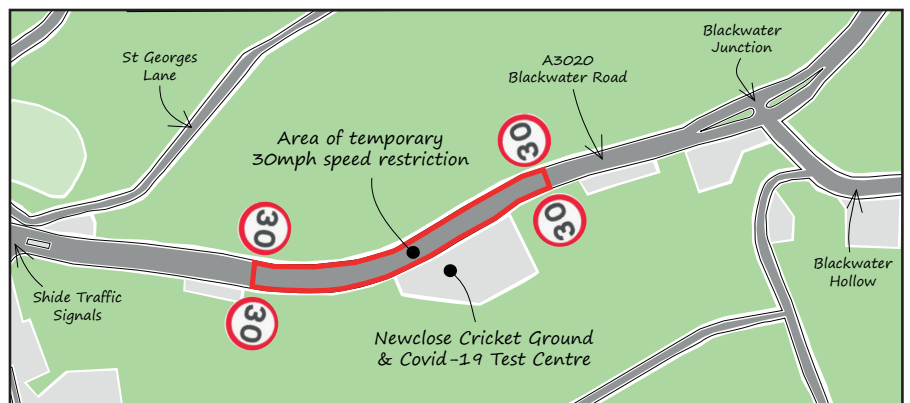 St Georges
Lane
Area of temporary
30mph speed restriction
A3020
Blackwater Road
Blackwater
Junction
30
30
30
30
Shide Traffic
Signals
Newclose Cricket Ground
& Covid-19 Test Centre
Blackwater
Hollow